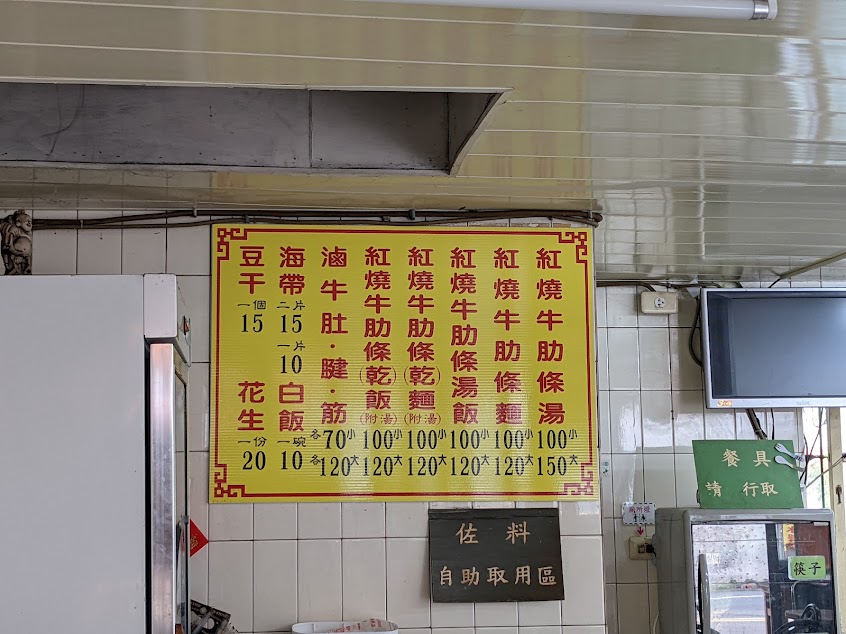 紅燒牛肋條湯 100小 150大
紅燒牛肋條麵 100小 120大
紅燒牛肋條湯飯 100小 120大
紅燒牛肋條(乾麵)(附湯) 100小 120大
紅燒牛肋條(乾飯)(附湯) 100小 120大
滷牛肚·腱·筋 各70小 各120大
海帶 二片 15 一片 10
白飯 一碗 10
豆干 一個 15
花生 一份 20
佐料
自助取用區
餐具
請 行取
筷子